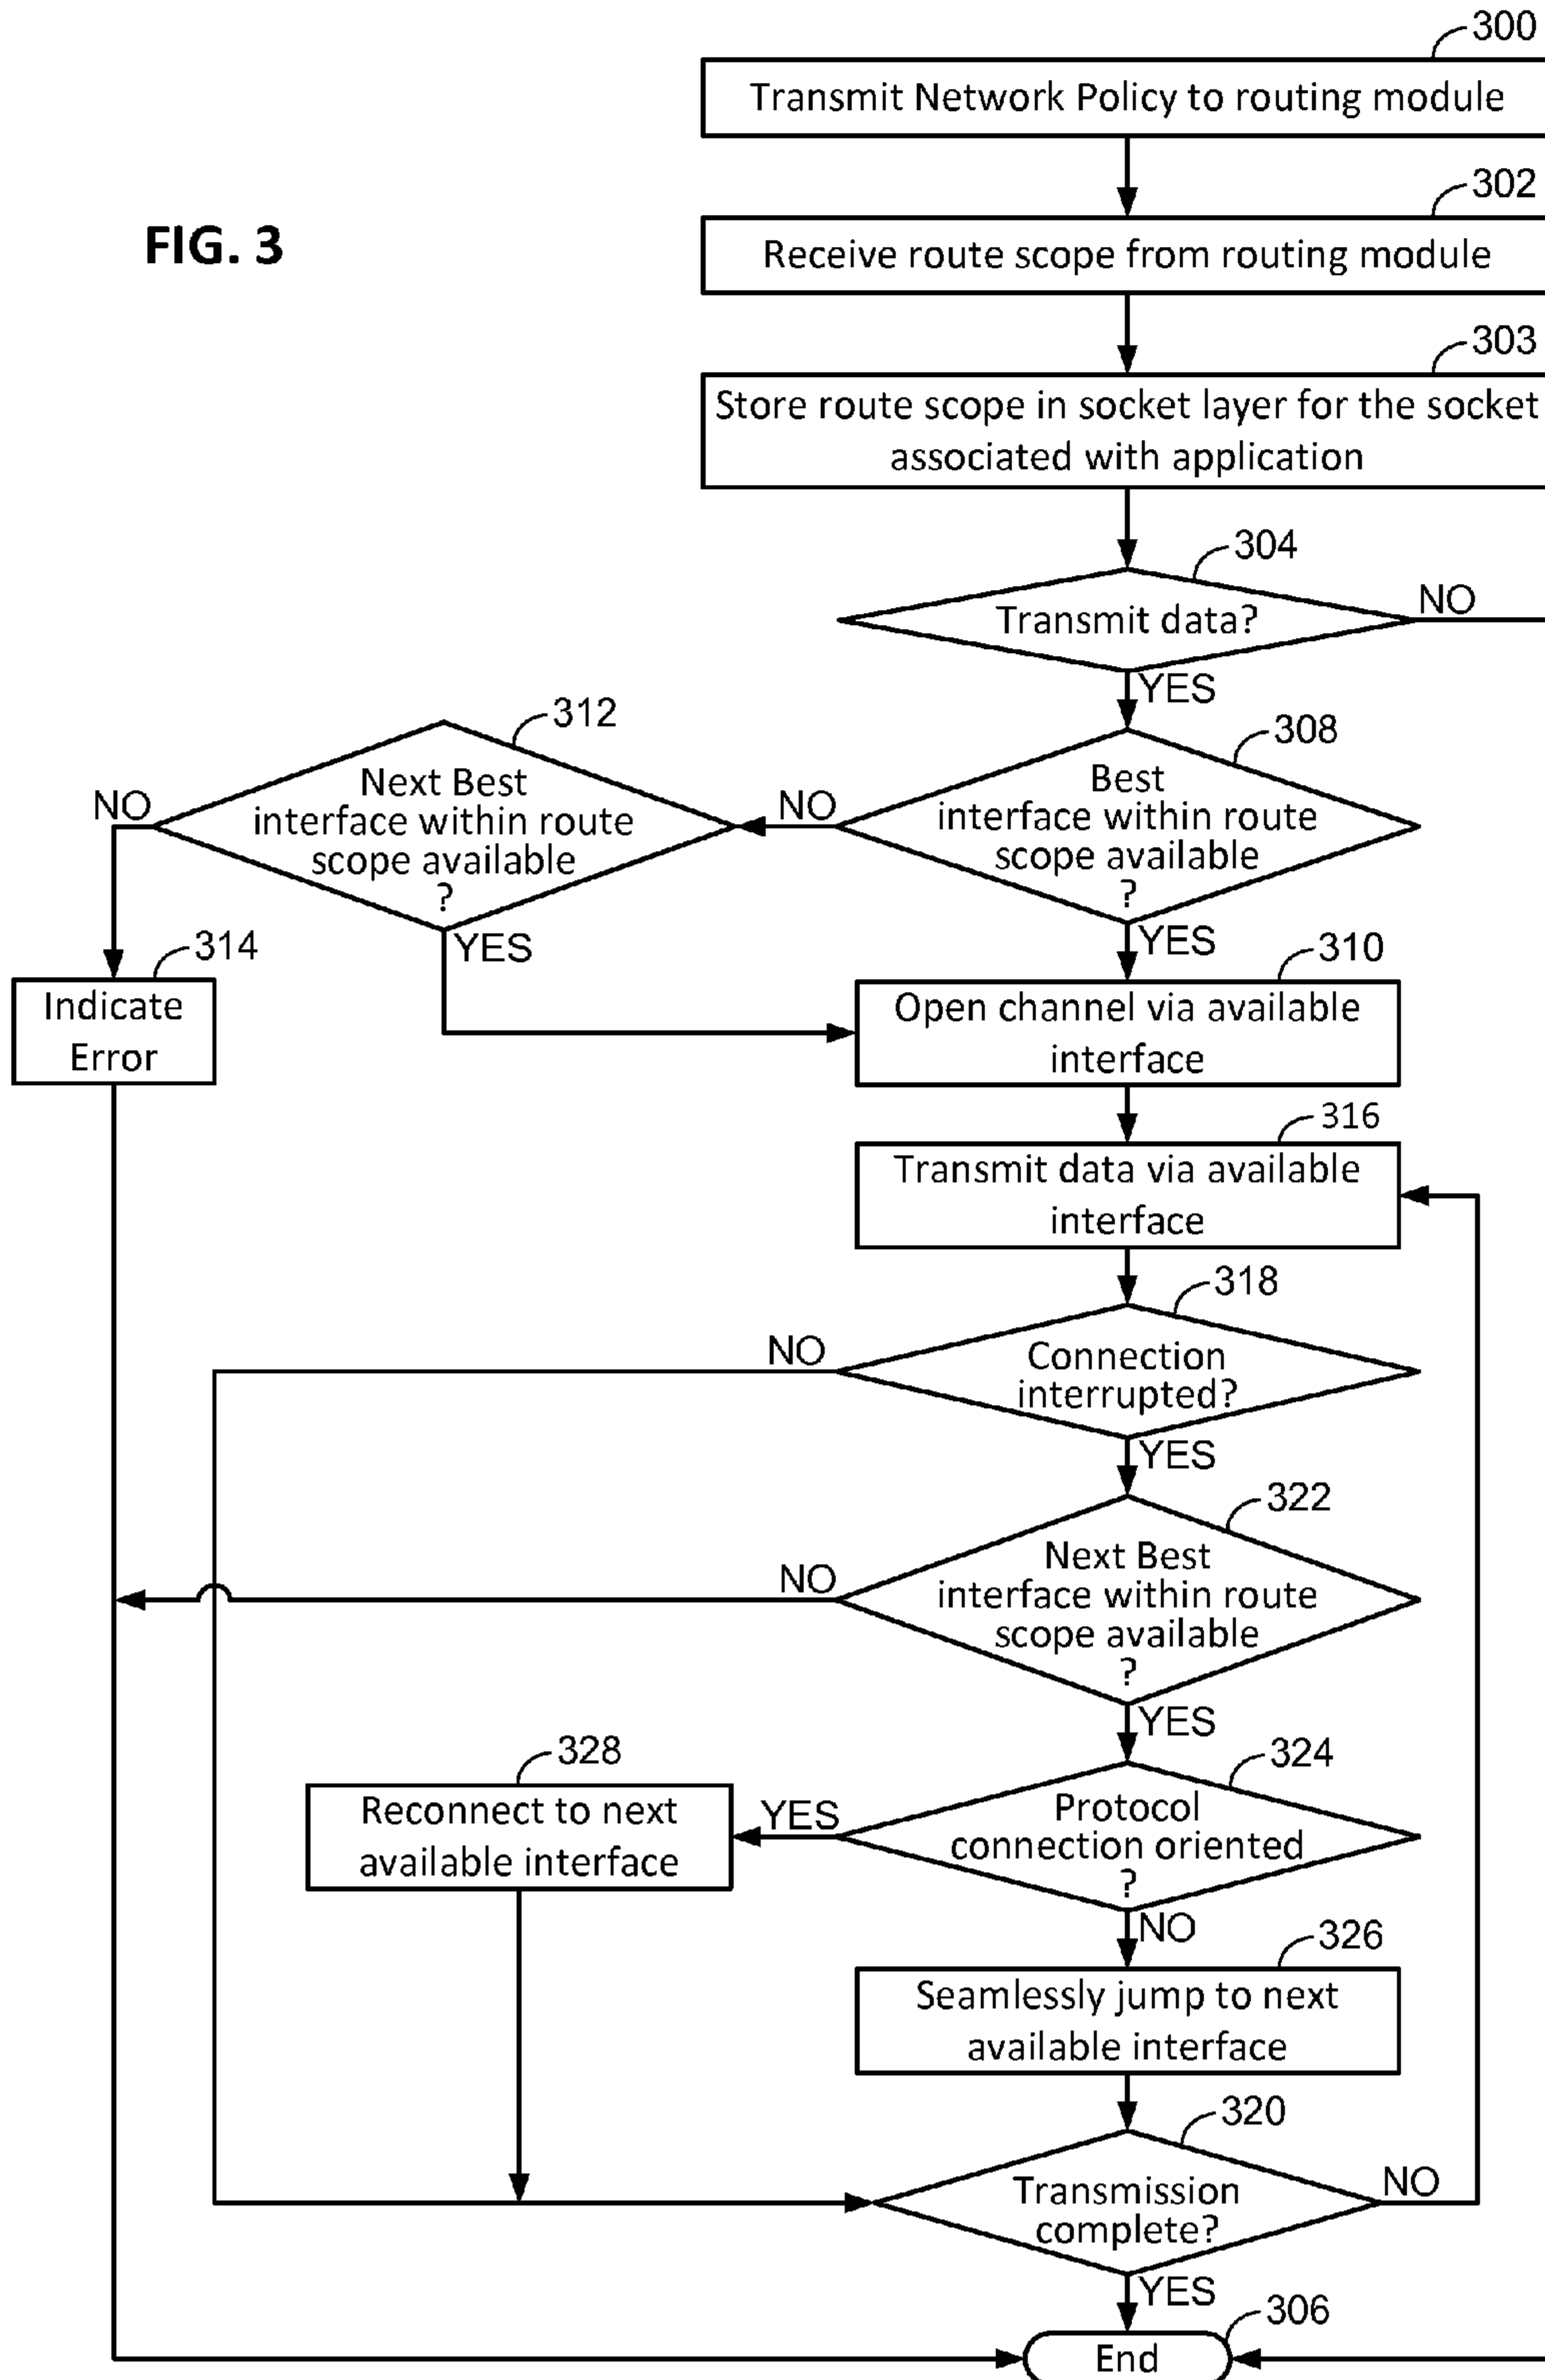 300
Transmit Network Policy to routing module
302
FIG. 3
Receive route scope from routing module
303
Store route scope in socket layer for the socket
associated with application
304
Transmit data?
NO
YES
312
308
Next Best
interface within route
scope available
?
NO
NO
Best
interface within route
scope available
?
YES
YES
314
310
Indicate
Error
Open channel via available
interface
316
Transmit data via available
interface
318
NO
Connection
interrupted?
YES
322
NO
Next Best
interface within route
scope available
?
YES
328
324
Reconnect to next
available interface
YES
Protocol
connection oriented
?
NO
326
Seamlessly jump to next
available interface
320
Transmission
complete?
NO
YES
306
End